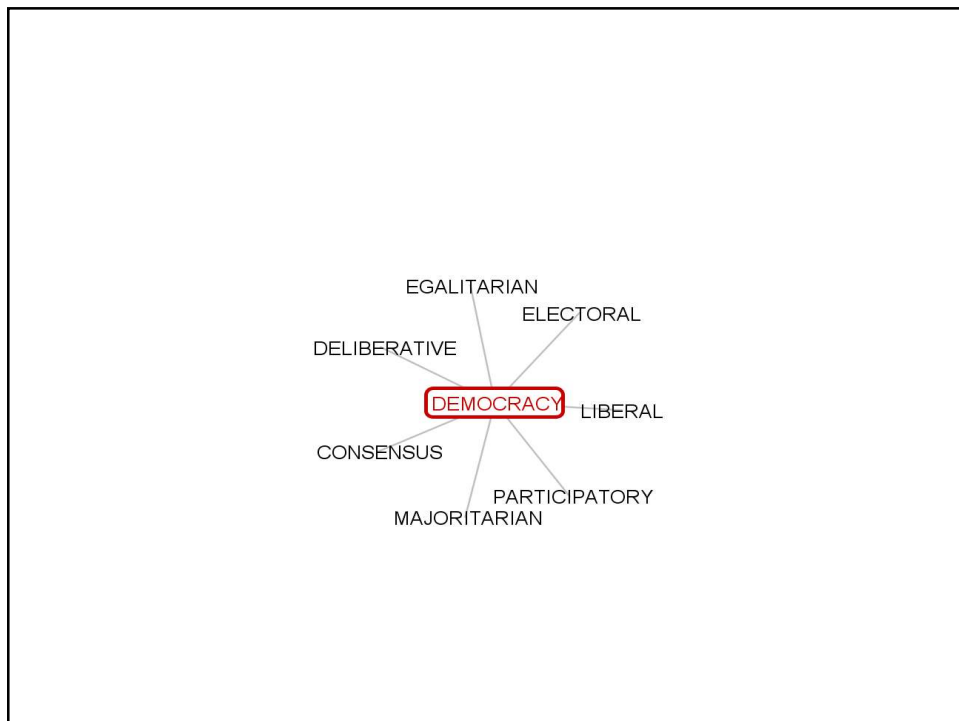 EGALITARIAN
ELECTORAL
DELIBERATIVE
DEMOCRACY
LIBERAL
CONSENSUS
PARTICIPATORY
MAJORITARIAN